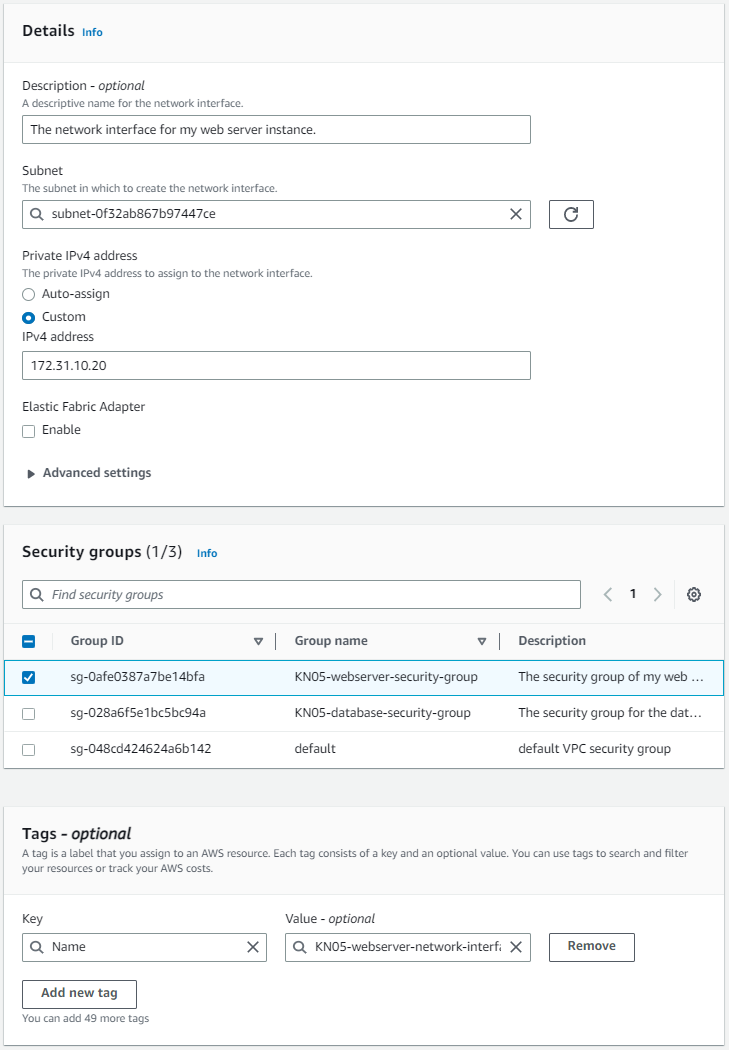 Details Info
Description - optional
A descriptive name for the network interface.
The network interface for my web server instance.
Subnet
The subnet in which to create the network interface.
subnet-0f32ab867b97447ce
Private IPv4 address
The private IPv4 address to assign to the network interface.
Auto-assign
Custom
IPv4 address
172.31.10.20
Elastic Fabric Adapter
Enable
Advanced settings
Security groups (1/3) Info
Find security groups 1
Group ID Group name Description
sg-0afe0387a7be14bfa KN05-webserver-security-group The security group of my web ...
sg-028a6f5e1bc5bc94a KN05-database-security-group The security group for the dat...
sg-048cd424624a6b142 default default VPC security group
Tags - optional
A tag is a label that you assign to an AWS resource. Each tag consists of a key and an optional value. You can use tags to search and filter
your resources or track your AWS costs.
Key Value - optional
Name KN05-webserver-network-interfa Remove
Add new tag
You can add 49 more tags